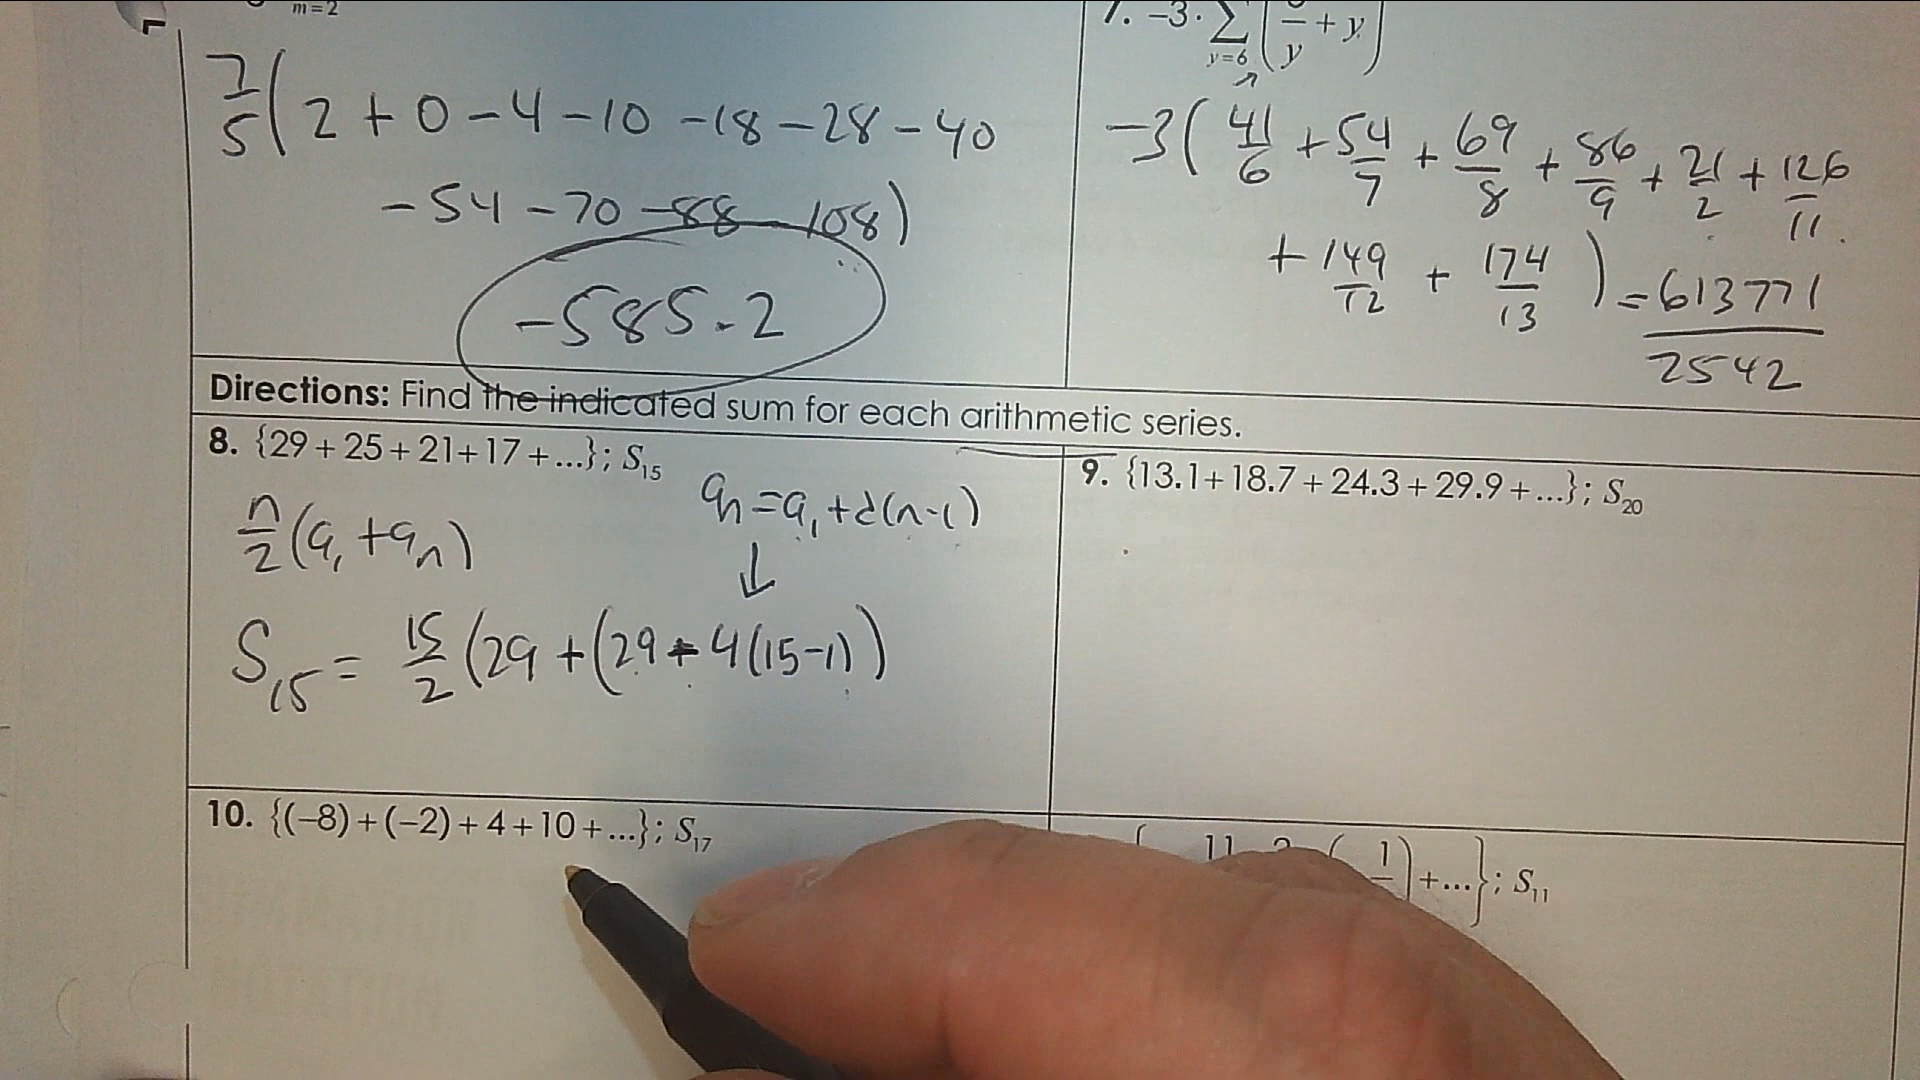 m=2
7/5 (2 + 0 - 4 - 10 - 18 - 28 - 40
- 54 - 70 - 88 - 108)
-585.2
7. −3· ∑ y=6 ( /y + y)
-3( 41/6 + 54/7 + 69/8 + 86/9 + 21/2 + 126/11
+ 149/12 + 174/13 ) = 613771/2542
Directions: Find the indicated sum for each arithmetic series.
8. {29 + 25 + 21 + 17 + ...}; S₁₅
n/2 (a₁ + aₙ)
aₙ = a₁ + d(n-1)
↓
S₁₅ = 15/2 (29 + (29 - 4(15-1))
9. {13.1 + 18.7 + 24.3 + 29.9 + ...}; S₂₀
10. {(−8) + (−2) + 4 + 10 + ...}; S₁₇
11 1 ) + ...}; S₁₁